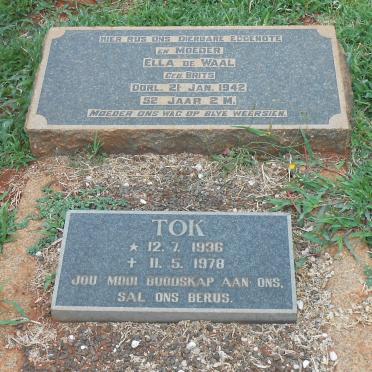 HIER RUS ONS DIERBARE EGGENOTE
EN MOEDER
ELLA DE WAAL
GEB. BRITS
OORL. 21 JAN. 1942
52 JAAR 2 M.
MOEDER ONS WAG OP BLYE WEERSIEN.
TOK
★ 12. 7. 1936
✝ 11. 5. 1978
JOU MOOI BOODSKAP AAN ONS,
SAL ONS BERUS.